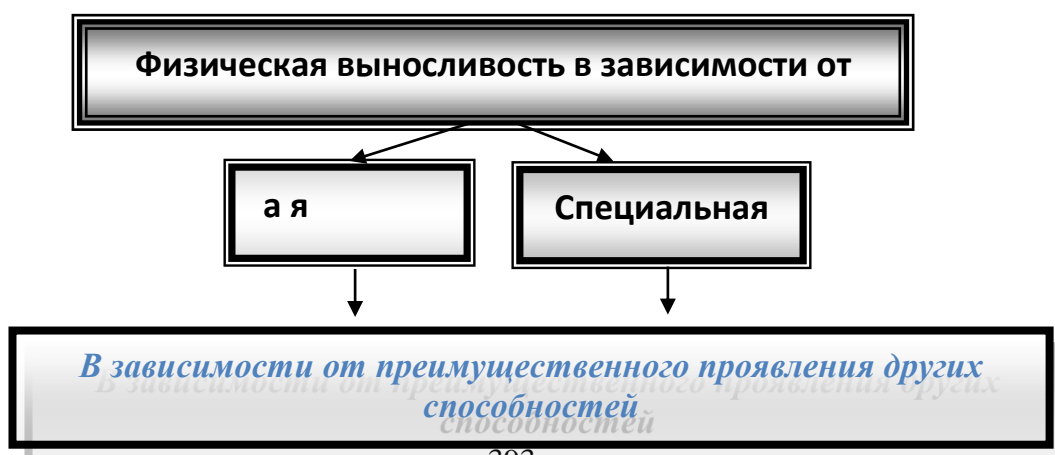 Физическая выносливость в зависимости от
а я
Специальная
В зависимости от преимущественного проявления других
способностей